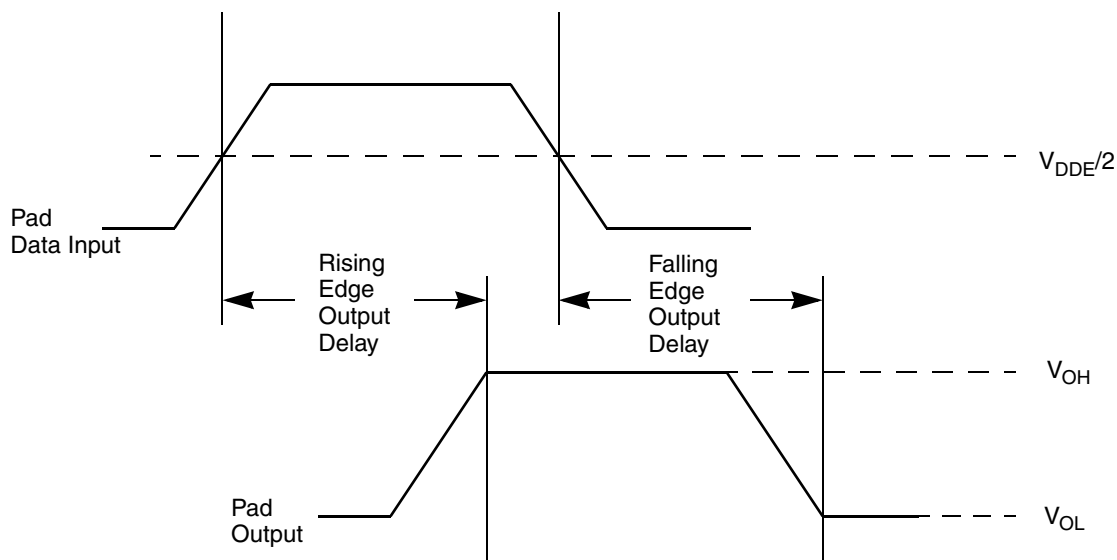 V_DDE/2
Pad
Data Input
Rising
Edge
Output
Delay
Falling
Edge
Output
Delay
V_OH
Pad
Output
V_OL